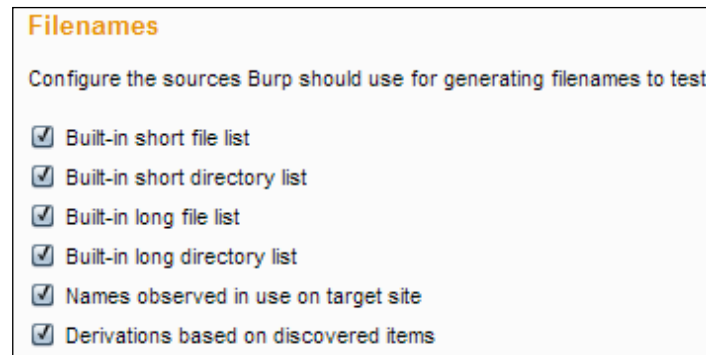 Filenames
Configure the sources Burp should use for generating filenames to test
Built-in short file list
Built-in short directory list
Built-in long file list
Built-in long directory list
Names observed in use on target site
Derivations based on discovered items